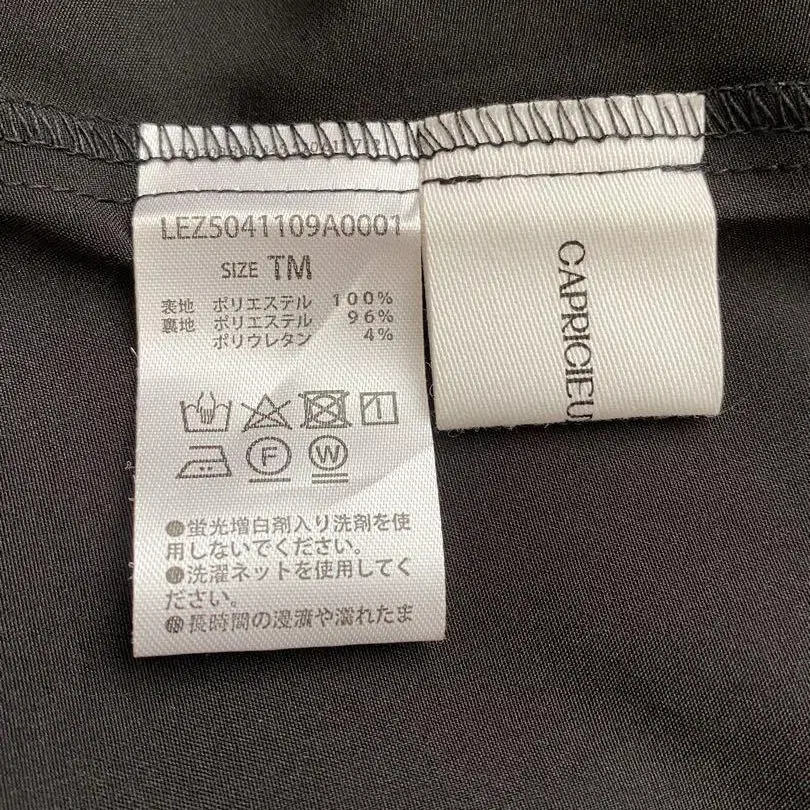 LEZ5041109A0001
SIZE TM
表地 ポリエステル 100%
裏地 ポリエステル 96%
ポリウレタン 4%
F W
●蛍光増白剤入り洗剤を使
用しないでください。
●洗濯ネットを使用してく
ださい。
●長時間の浸漬や濡れたま
CAPRICIEU